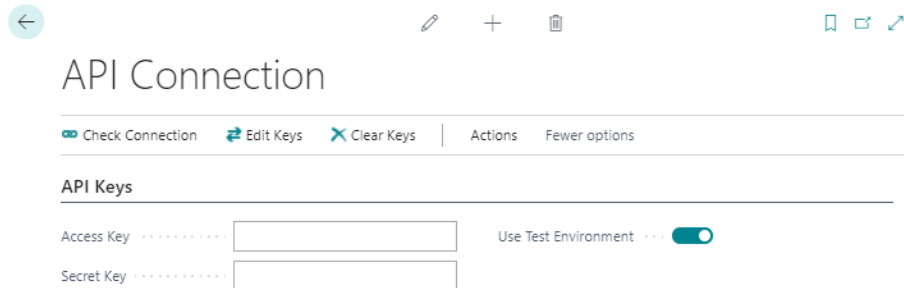 API Connection
Check Connection Edit Keys Clear Keys Actions Fewer options
API Keys
Access Key Use Test Environment
Secret Key